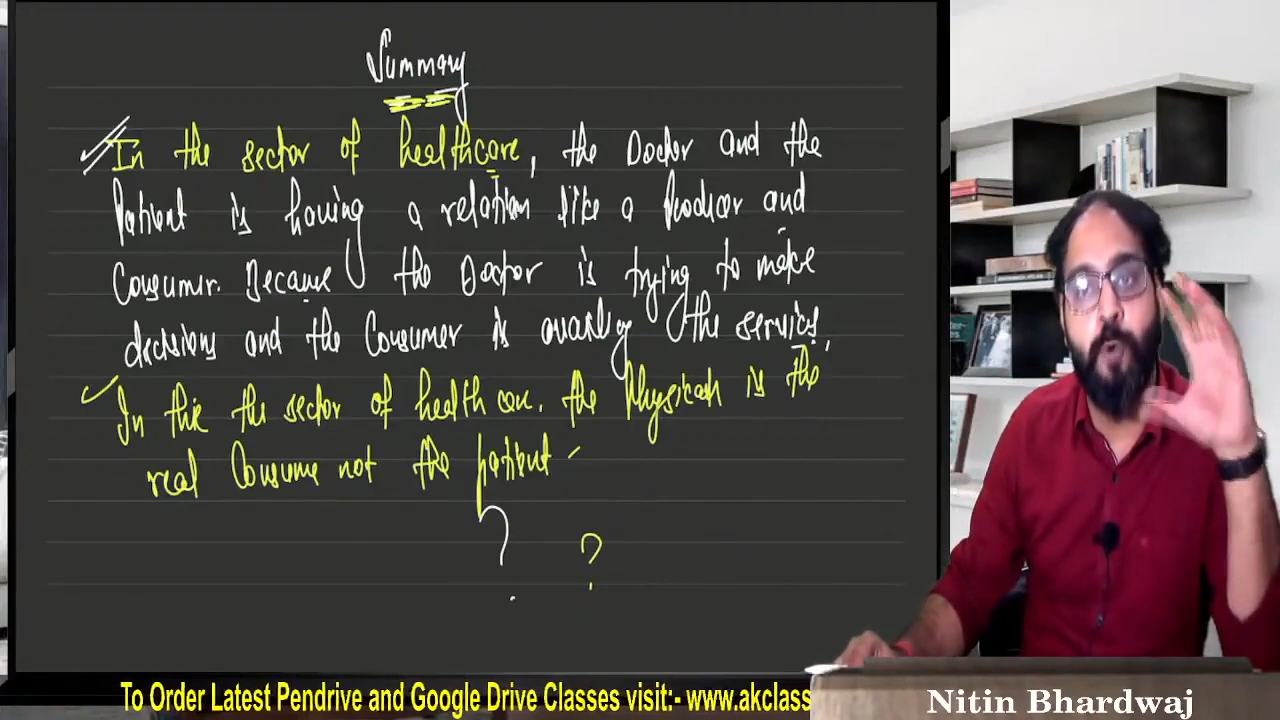 Summary
In the sector of healthcare, the Doctor and the
Patient is having a relation like a Producer and
Consumer. Because the Doctor is trying to make
decisions and the Consumer is availing the services,
In this the sector of health care. the Physician is the
real Consume not the patient -
? ?
To Order Latest Pendrive and Google Drive Classes visit:- www.akclass
Nitin Bhardwaj